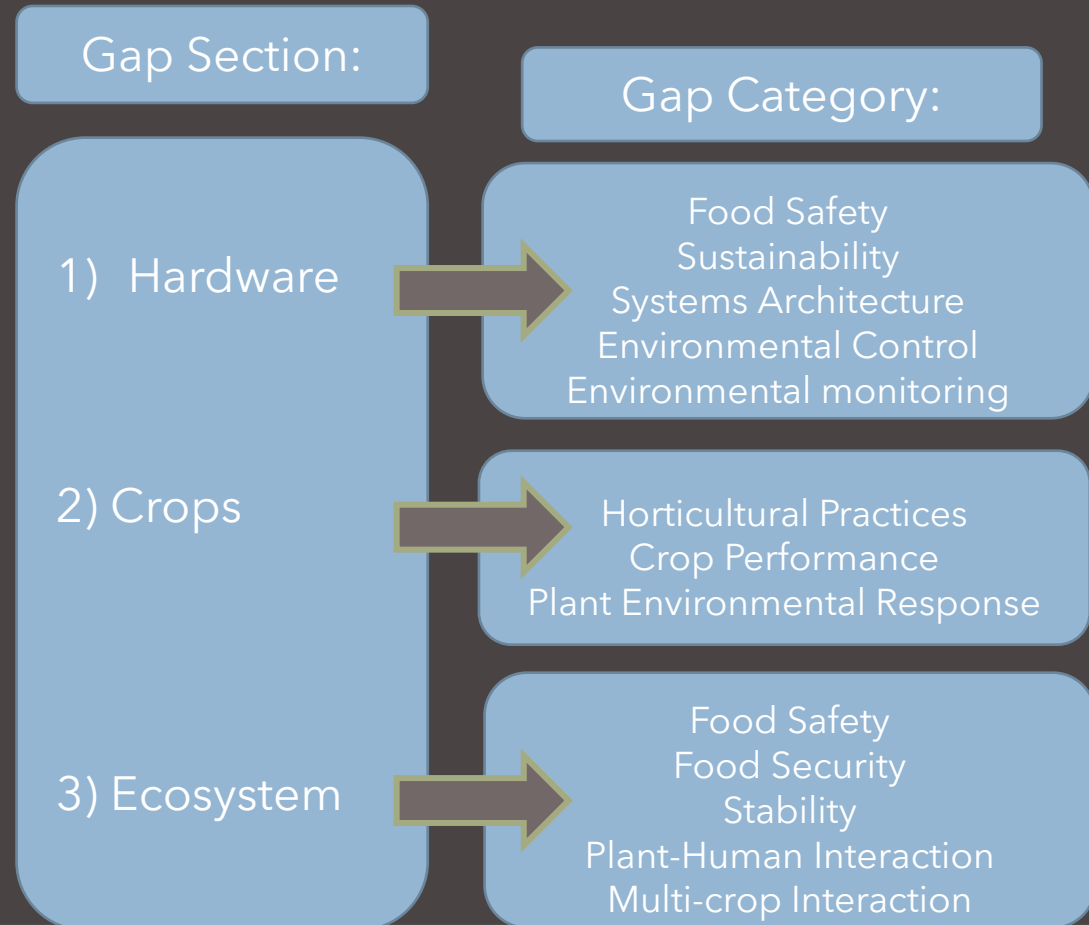 Gap Section:
Gap Category:
1) Hardware
Food Safety
Sustainability
Systems Architecture
Environmental Control
Environmental monitoring
2) Crops
Horticultural Practices
Crop Performance
Plant Environmental Response
3) Ecosystem
Food Safety
Food Security
Stability
Plant-Human Interaction
Multi-crop Interaction